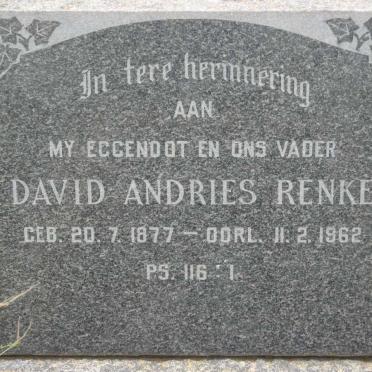 In tere herinnering
AAN
MY EGGENOOT EN ONS VADER
DAVID ANDRIES RENKE
GEB. 20. 7. 1877 — OORL. 11. 2. 1962
PS. 116